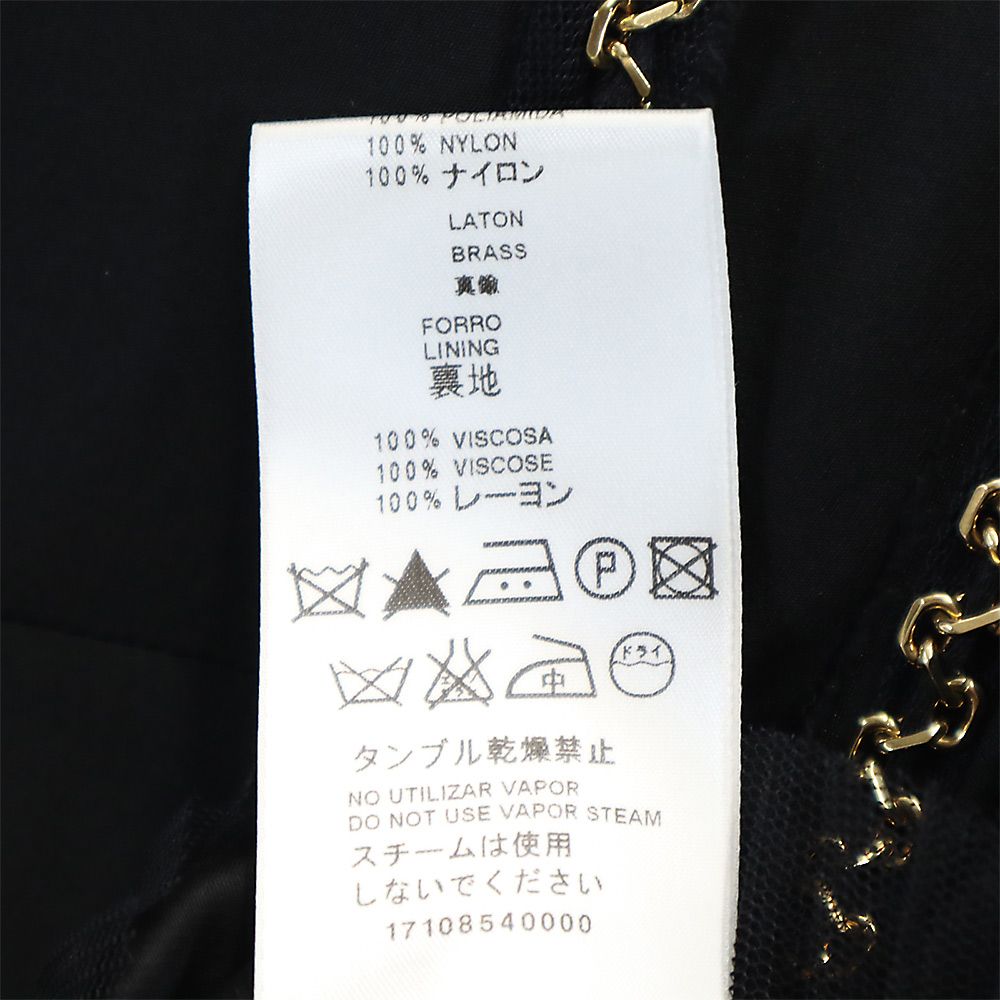 100% POLIAMIDA
100% NYLON
100% ナイロン
LATON
BRASS
真鍮
FORRO
LINING
裏地
100% VISCOSA
100% VISCOSE
100% レーヨン
P
中
ドライ
タンブル乾燥禁止
NO UTILIZAR VAPOR
DO NOT USE VAPOR STEAM
スチームは使用
しないでください
17108540000